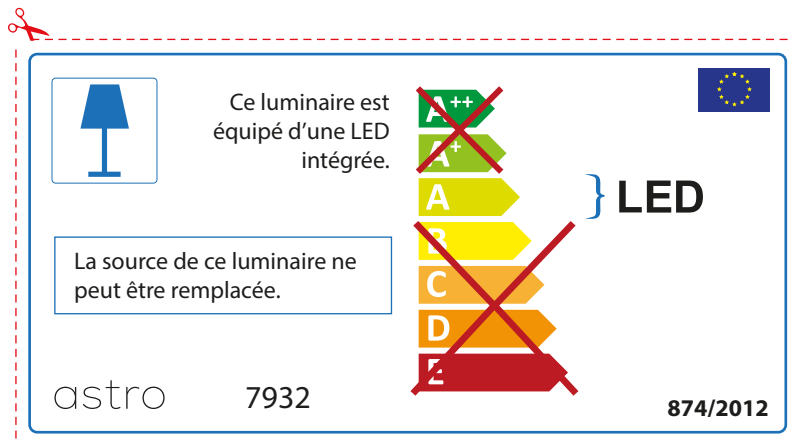 Ce luminaire est
équipé d’une LED
intégrée.
A++
A+
A
B
C
D
E
LED
La source de ce luminaire ne
peut être remplacée.
astro
7932
874/2012